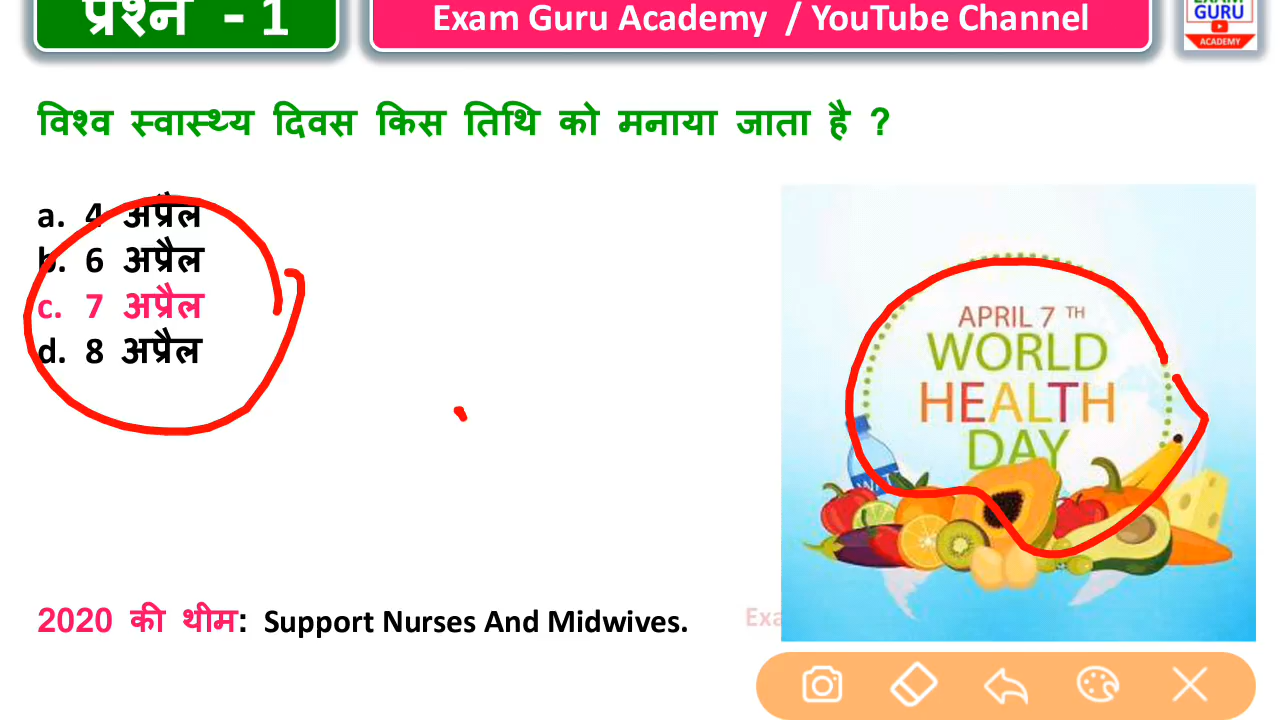 प्रश्न - 1
Exam Guru Academy / YouTube Channel
EXAM
GURU
ACADEMY
विश्व स्वास्थ्य दिवस किस तिथि को मनाया जाता है ?
a. 4 अप्रैल
b. 6 अप्रैल
c. 7 अप्रैल
d. 8 अप्रैल
APRIL 7 TH
WORLD
HEALTH
DAY
2020 की थीम: Support Nurses And Midwives.